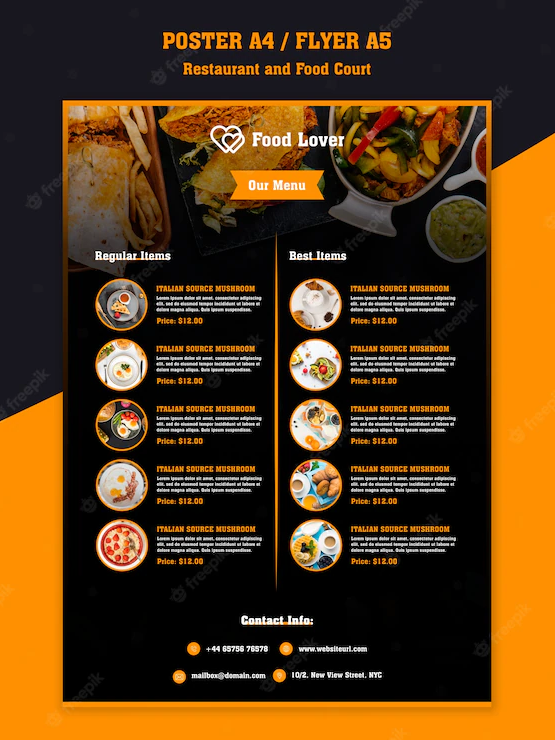 POSTER A4 / FLYER A5
Restaurant and Food Court
Food Lover
Our Menu
Regular Items
ITALIAN SOURCE MUSHROOM
Lorem ipsum dolor sit amet, consectetur adipiscing
elit, sed do eiusmod tempor incididunt ut labore et
dolore magna aliqua. Quis ipsum suspendisse.
Price: $12.00
ITALIAN SOURCE MUSHROOM
Lorem ipsum dolor sit amet, consectetur adipiscing
elit, sed do eiusmod tempor incididunt ut labore et
dolore magna aliqua. Quis ipsum suspendisse.
Price: $12.00
ITALIAN SOURCE MUSHROOM
Lorem ipsum dolor sit amet, consectetur adipiscing
elit, sed do eiusmod tempor incididunt ut labore et
dolore magna aliqua. Quis ipsum suspendisse.
Price: $12.00
ITALIAN SOURCE MUSHROOM
Lorem ipsum dolor sit amet, consectetur adipiscing
elit, sed do eiusmod tempor incididunt ut labore et
dolore magna aliqua. Quis ipsum suspendisse.
Price: $12.00
ITALIAN SOURCE MUSHROOM
Lorem ipsum dolor sit amet, consectetur adipiscing
elit, sed do eiusmod tempor incididunt ut labore et
dolore magna aliqua. Quis ipsum suspendisse.
Price: $12.00
Best Items
ITALIAN SOURCE MUSHROOM
Lorem ipsum dolor sit amet, consectetur adipiscing
elit, sed do eiusmod tempor incididunt ut labore et
dolore magna aliqua. Quis ipsum suspendisse.
Price: $12.00
ITALIAN SOURCE MUSHROOM
Lorem ipsum dolor sit amet, consectetur adipiscing
elit, sed do eiusmod tempor incididunt ut labore et
dolore magna aliqua. Quis ipsum suspendisse.
Price: $12.00
ITALIAN SOURCE MUSHROOM
Lorem ipsum dolor sit amet, consectetur adipiscing
elit, sed do eiusmod tempor incididunt ut labore et
dolore magna aliqua. Quis ipsum suspendisse.
Price: $12.00
ITALIAN SOURCE MUSHROOM
Lorem ipsum dolor sit amet, consectetur adipiscing
elit, sed do eiusmod tempor incididunt ut labore et
dolore magna aliqua. Quis ipsum suspendisse.
Price: $12.00
ITALIAN SOURCE MUSHROOM
Lorem ipsum dolor sit amet, consectetur adipiscing
elit, sed do eiusmod tempor incididunt ut labore et
dolore magna aliqua. Quis ipsum suspendisse.
Price: $12.00
Contact Info:
+44 65756 76578
www.websiteurl.com
mailbox@domain.com
10/2, New View Street, NYC
freepik